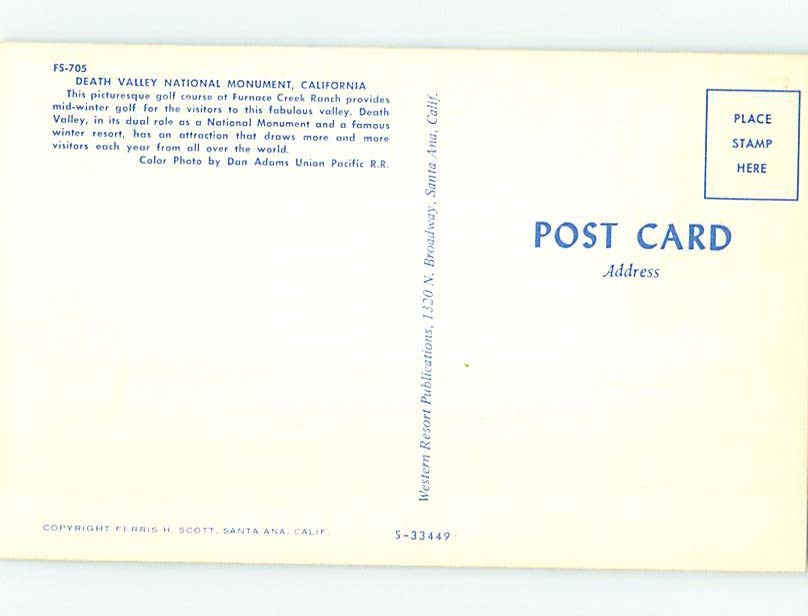 FS-705
DEATH VALLEY NATIONAL MONUMENT, CALIFORNIA
This picturesque golf course at Furnace Creek Ranch provides
mid-winter golf for the visitors to this fabulous valley. Death
Valley, in its dual role as a National Monument and a famous
winter resort, has an attraction that draws more and more
visitors each year from all over the world.
Color Photo by Dan Adams Union Pacific R.R.
COPYRIGHT FERRIS H. SCOTT, SANTA ANA, CALIF.
Western Resort Publications, 1320 N. Broadway, Santa Ana, Calif.
S-33449
PLACE
STAMP
HERE
POST CARD
Address